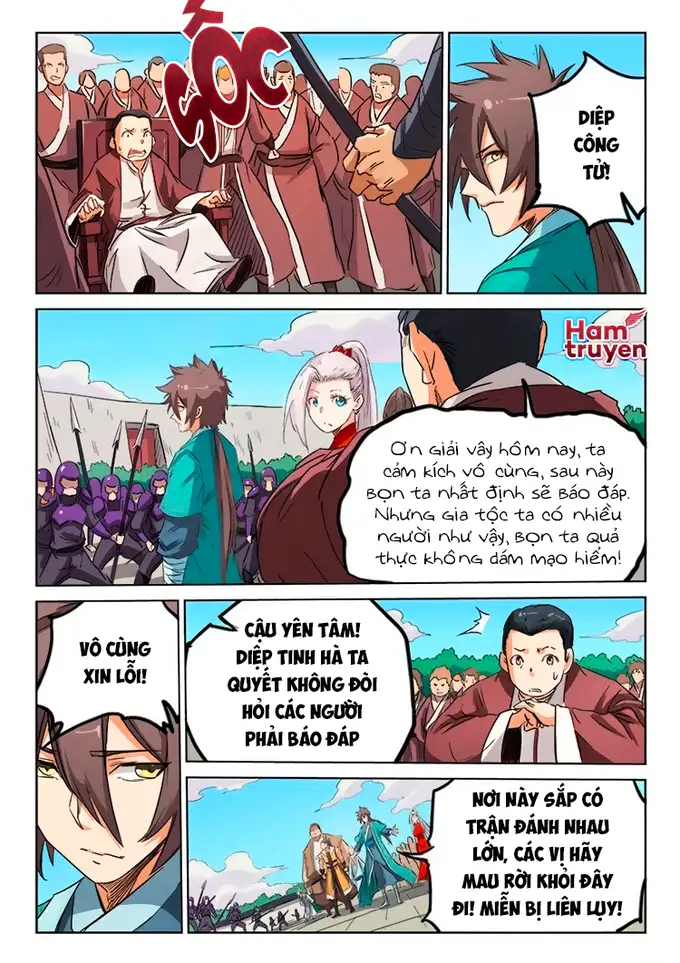 SỐC
DIỆP
CÔNG
TỬ!
Ham
truyen
Ơn giải vây hôm nay, ta
cảm kích vô cùng, sau này
bọn ta nhất định sẽ báo đáp.
Nhưng gia tộc ta có nhiều
người như vậy, bọn ta quả
thực không dám mạo hiểm!
VÔ CÙNG
XIN LỖI!
CẬU YÊN TÂM!
DIỆP TINH HÀ TA
QUYẾT KHÔNG ĐÒI
HỎI CÁC NGƯỜI
PHẢI BÁO ĐÁP
NƠI NÀY SẮP CÓ
TRẬN ĐÁNH NHAU
LỚN, CÁC VỊ HÃY
MAU RỜI KHỎI ĐÂY
ĐI! MIỄN BỊ LIÊN LỤY!